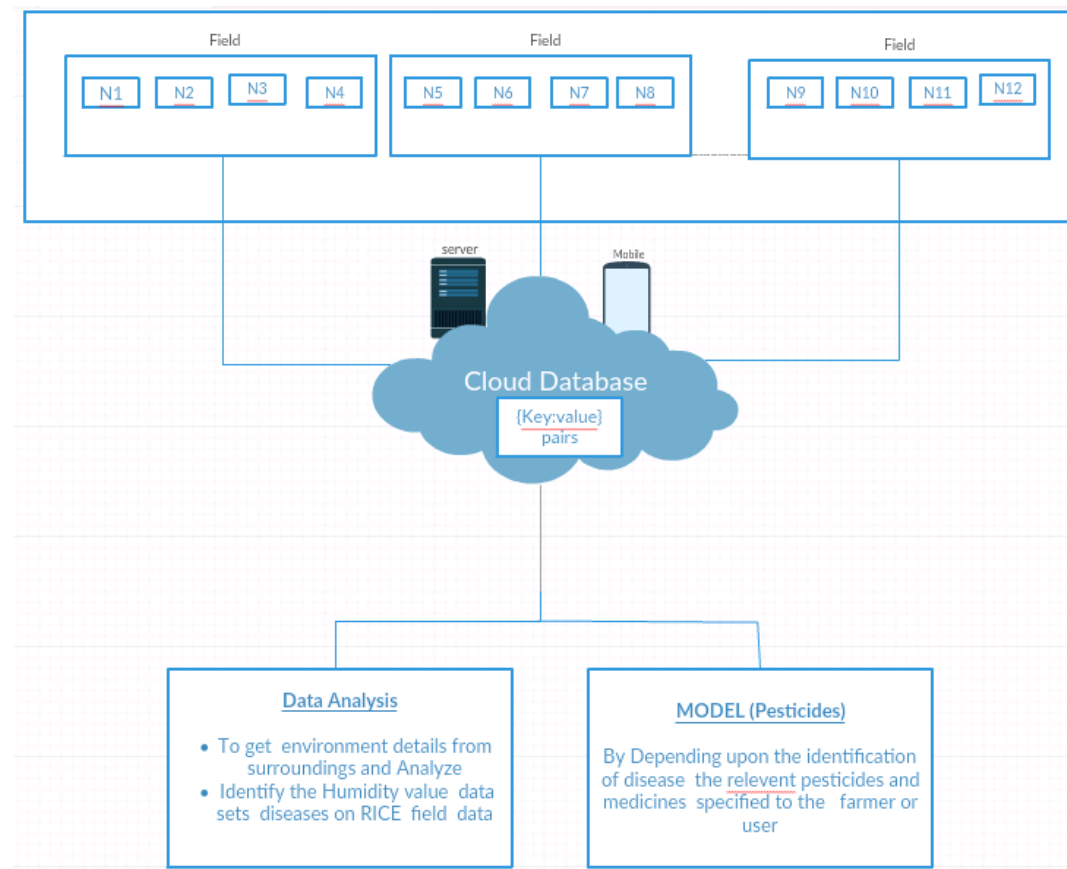 Field
Field
Field
N1
N2
N3
N4
N5
N6
N7
N8
N9
N10
N11
N12
server
Mobile
Cloud Database
{Key:value}
pairs
Data Analysis
• To get environment details from
surroundings and Analyze
• Identify the Humidity value data
sets diseases on RICE field data
MODEL (Pesticides)
By Depending upon the identification
of disease the relevent pesticides and
medicines specified to the farmer or
user